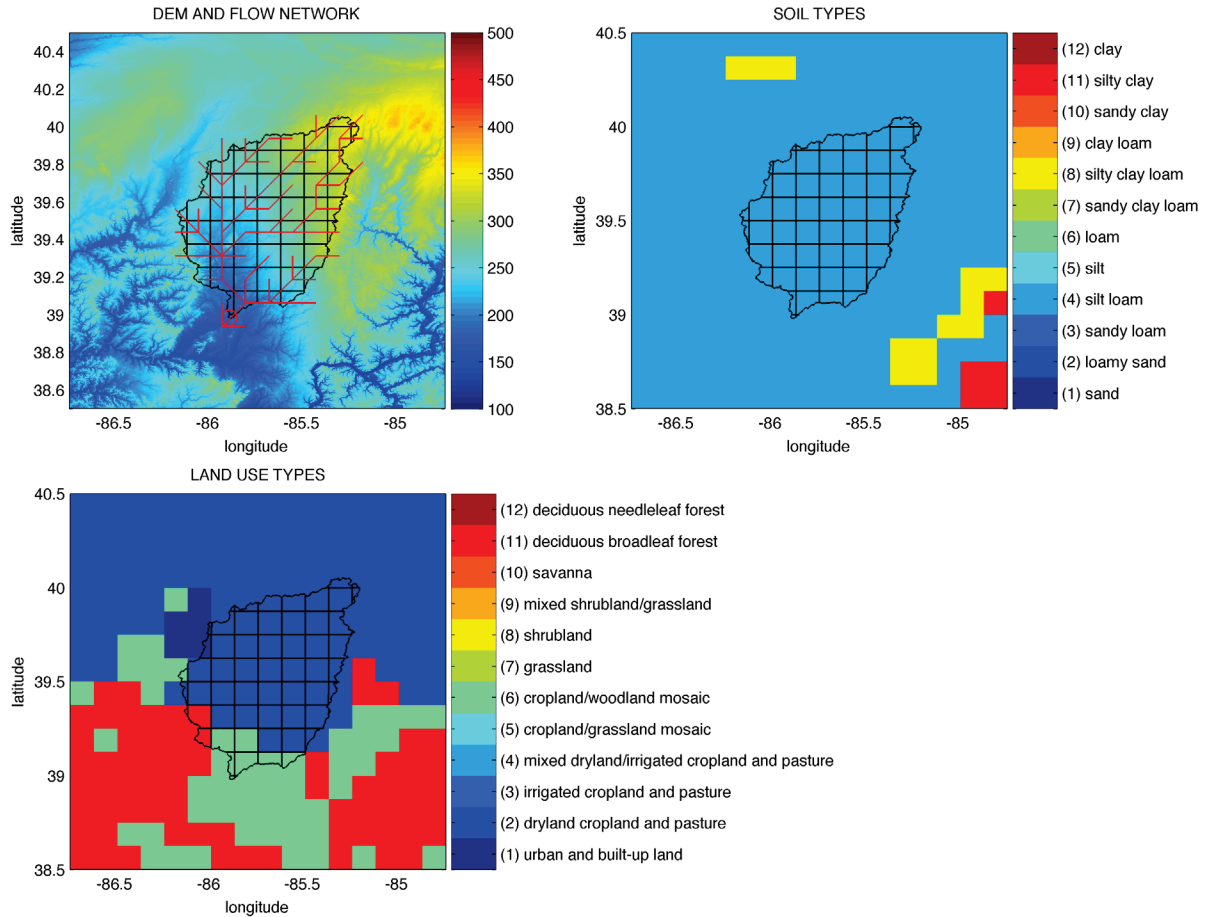 DEM AND FLOW NETWORK
40.5
40.4
40.2
40
39.8
39.6
39.4
39.2
39
38.8
38.6
latitude
-86.5
-86
-85.5
-85
longitude
500
450
400
350
300
250
200
150
100
SOIL TYPES
40.5
40
39.5
39
38.5
latitude
-86.5
-86
-85.5
-85
longitude
(12) clay
(11) silty clay
(10) sandy clay
(9) clay loam
(8) silty clay loam
(7) sandy clay loam
(6) loam
(5) silt
(4) silt loam
(3) sandy loam
(2) loamy sand
(1) sand
LAND USE TYPES
40.5
40
39.5
39
38.5
latitude
-86.5
-86
-85.5
-85
longitude
(12) deciduous needleleaf forest
(11) deciduous broadleaf forest
(10) savanna
(9) mixed shrubland/grassland
(8) shrubland
(7) grassland
(6) cropland/woodland mosaic
(5) cropland/grassland mosaic
(4) mixed dryland/irrigated cropland and pasture
(3) irrigated cropland and pasture
(2) dryland cropland and pasture
(1) urban and built-up land